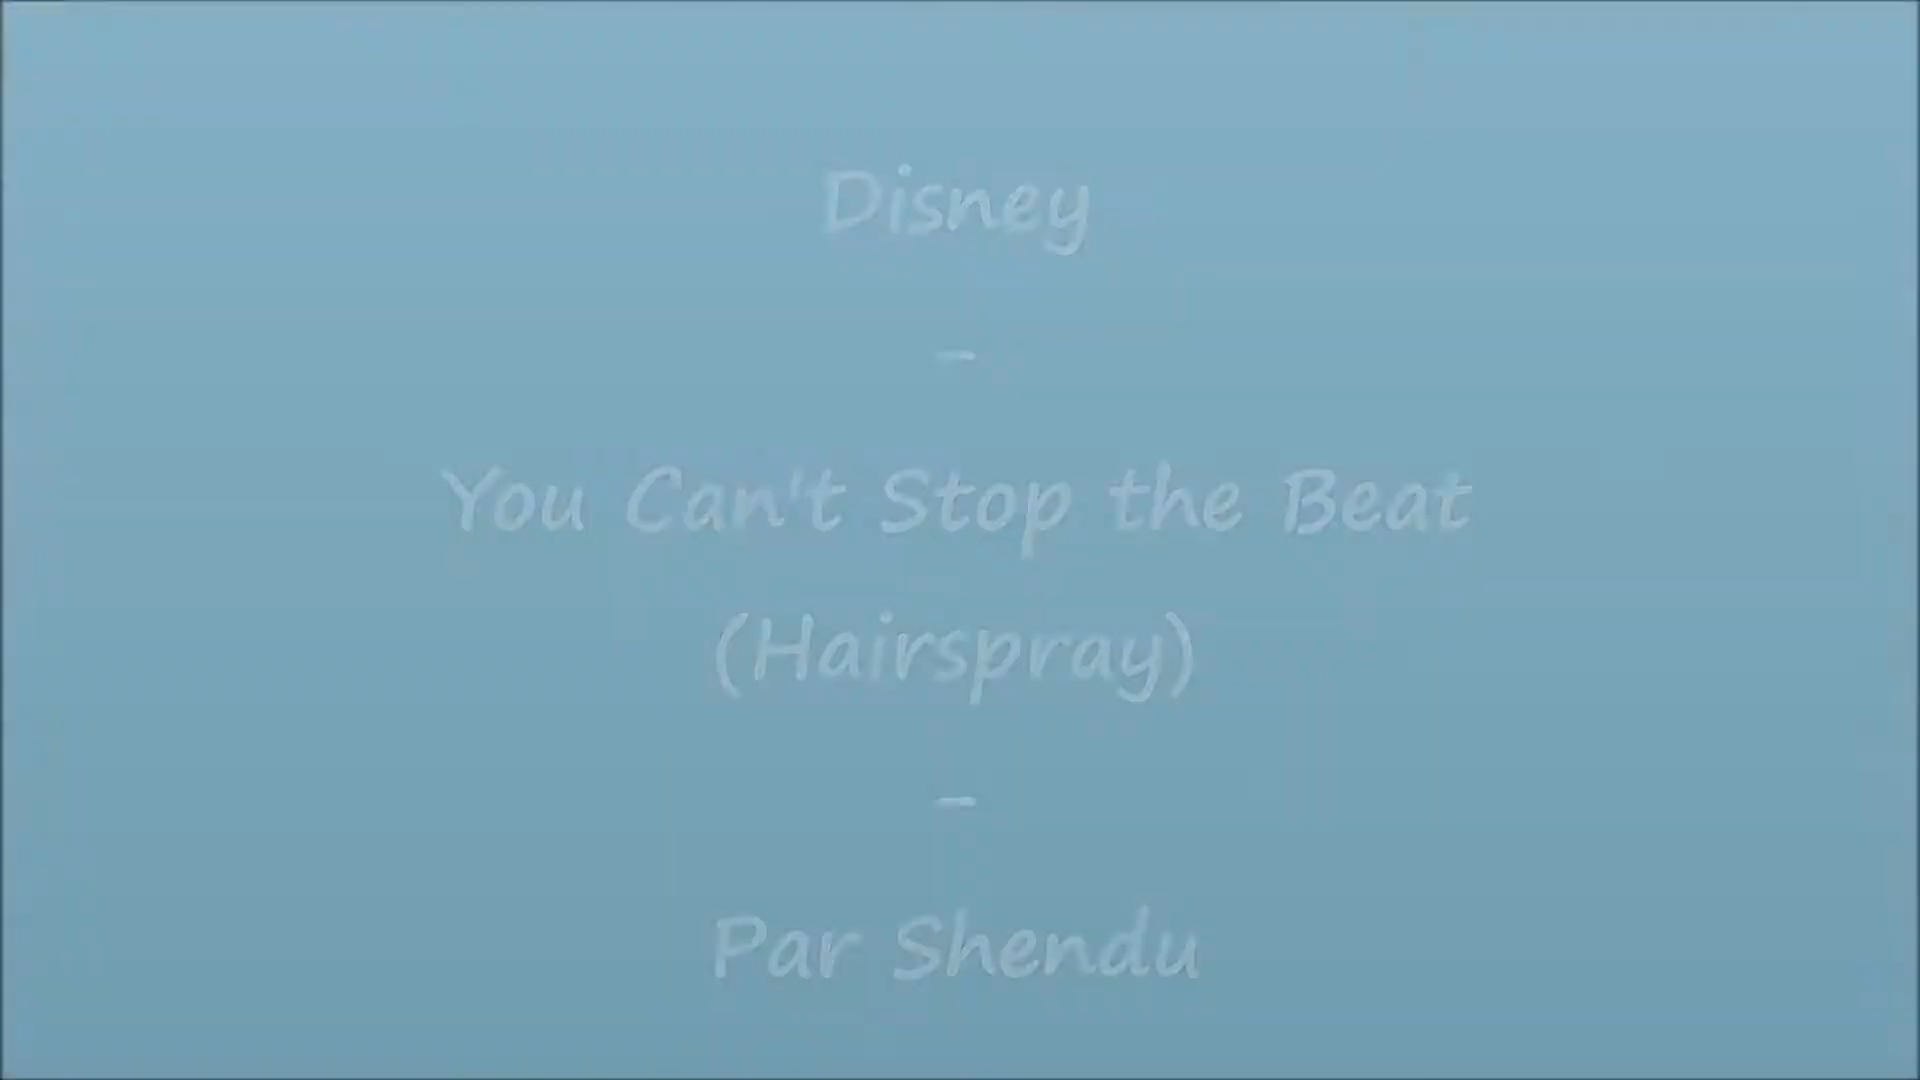 Disney
-
You Can't Stop the Beat
(Hairspray)
-
Par Shendu